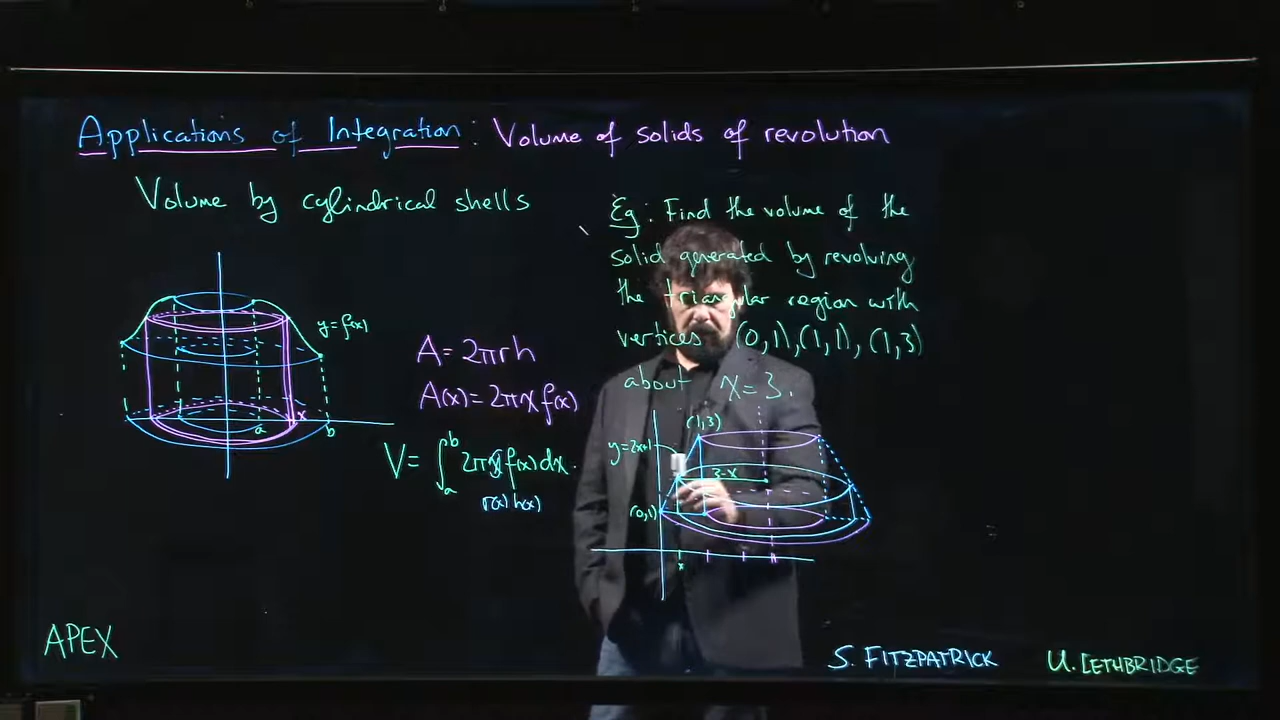 Applications of Integration: Volume of solids of revolution
Volume by cylindrical shells
y=f(x)
x
a
b
A=2πrh
A(x)=2πx f(x)
V=∫_a^b 2πx f(x) dx.
r(x) h(x)
Eg: Find the volume of the
solid generated by revolving
the triangular region with
vertices (0,1),(1,1),(1,3)
about x=3.
(1,3)
y=2x+1
3-x
(0,1)
x
APEX
S. FITZPATRICK
U. LETHBRIDGE